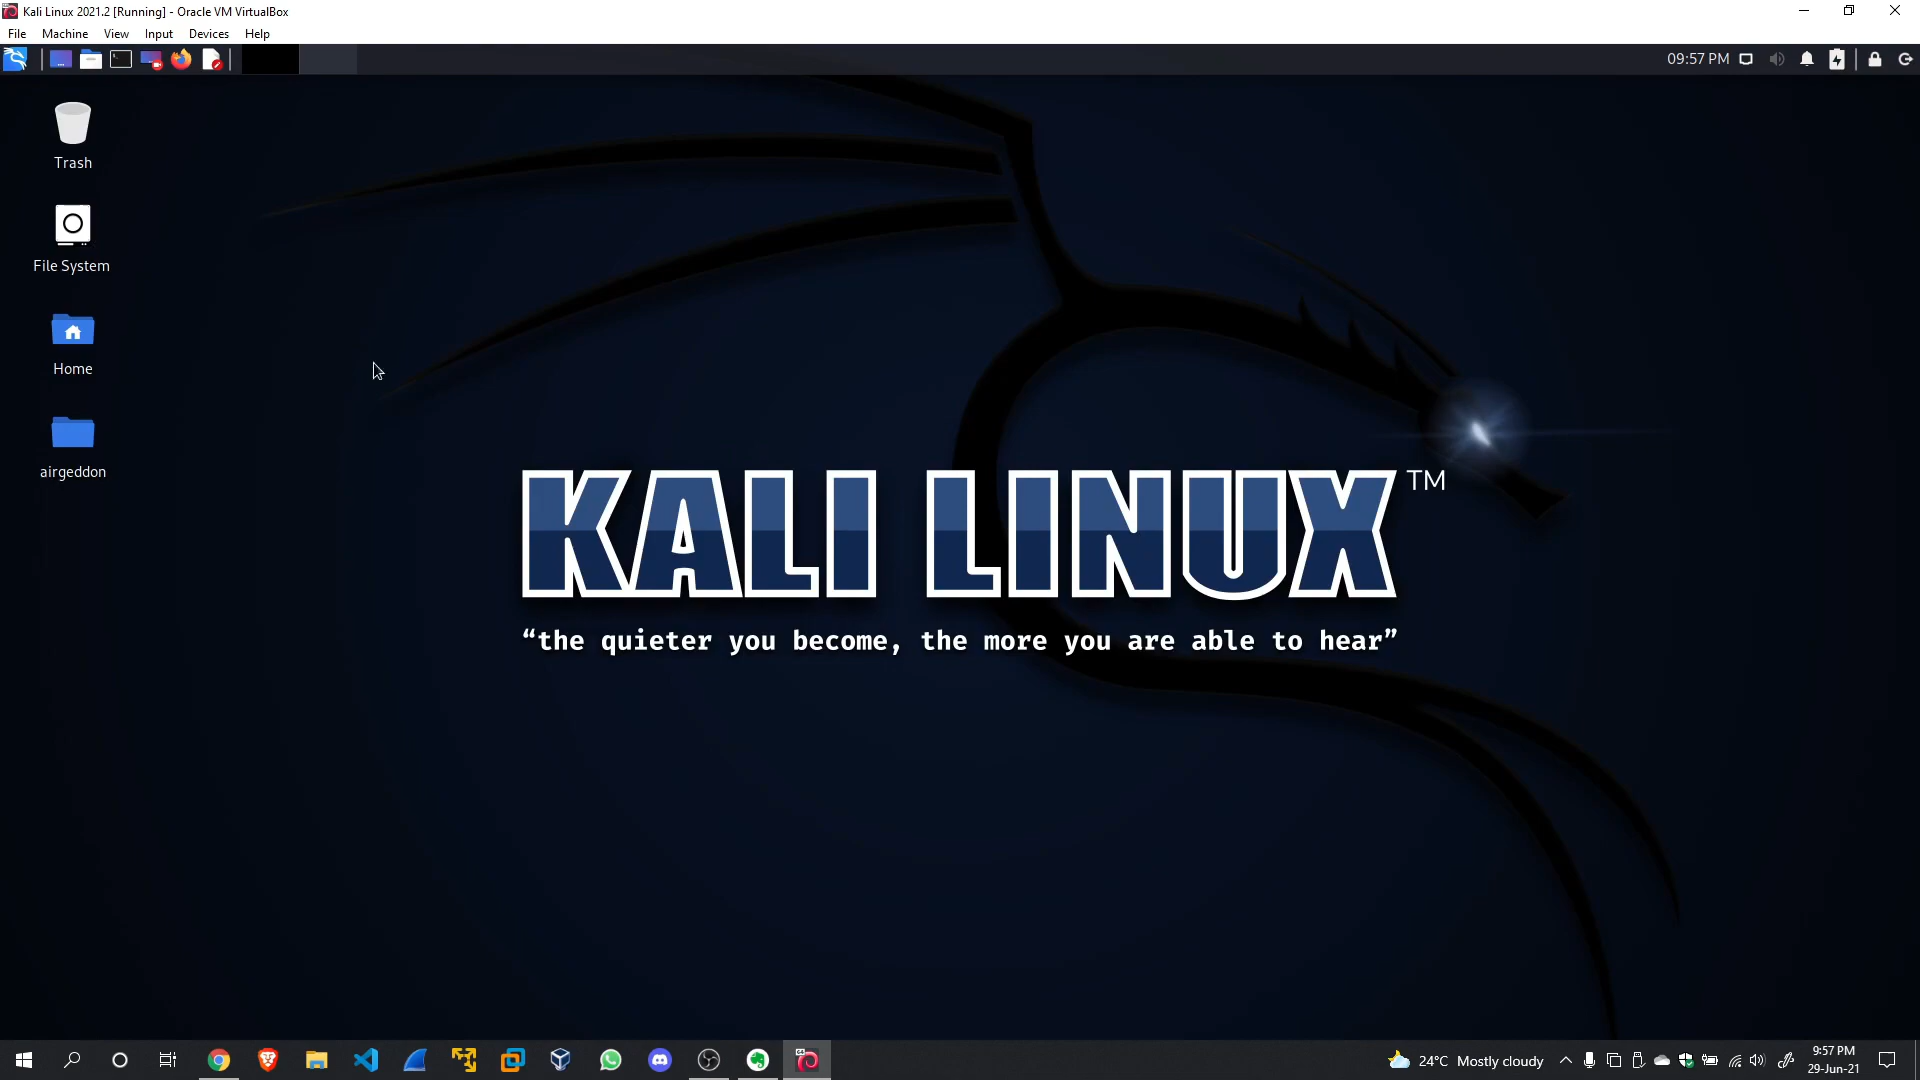 Kali Linux 2021.2 [Running] - Oracle VM VirtualBox
File Machine View Input Devices Help
09:57 PM
Trash
File System
Home
airgeddon
KALI LINUX TM
“the quieter you become, the more you are able to hear”
24°C Mostly cloudy
9:57 PM
29-Jun-21